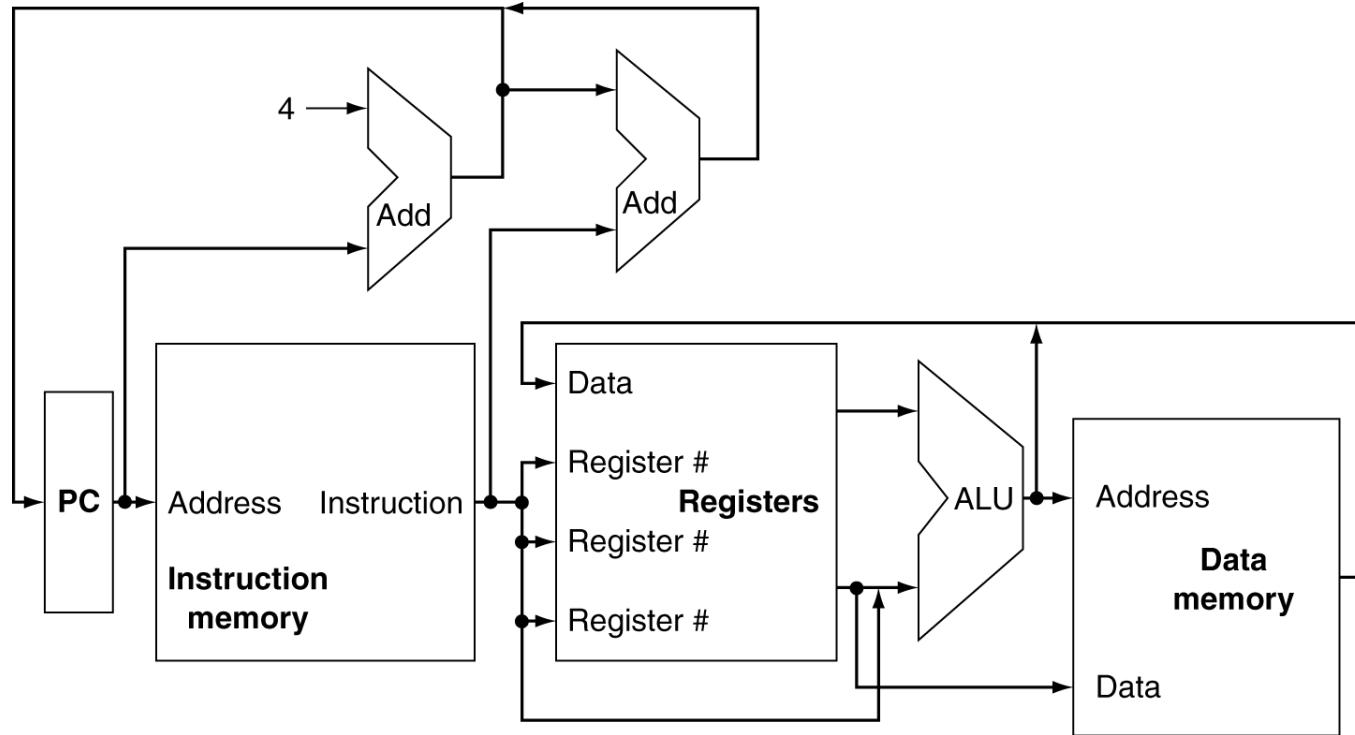 4
Add
Add
Data
Register #
PC
Address
Instruction
Registers
ALU
Address
Register #
Instruction
memory
Data
memory
Register #
Data